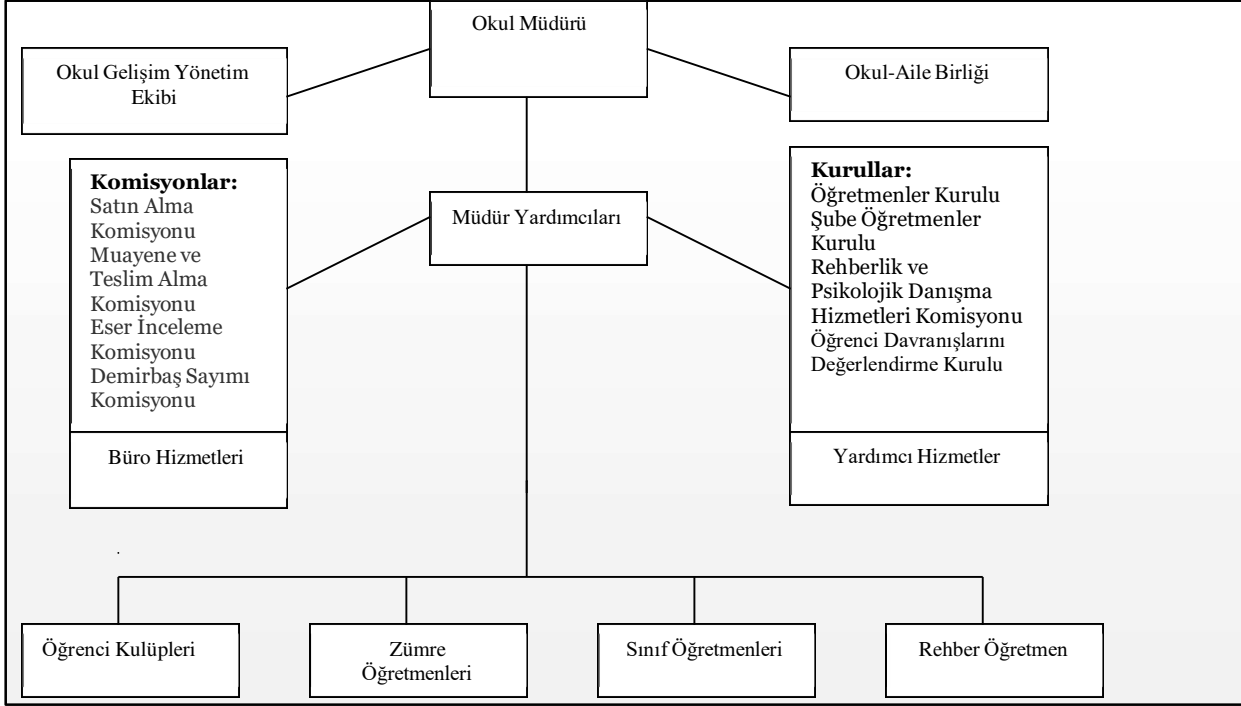 Okul Müdürü
Okul Gelişim Yönetim
Ekibi
Okul-Aile Birliği
Komisyonlar:
Satın Alma
Komisyonu
Muayene ve
Teslim Alma
Komisyonu
Eser İnceleme
Komisyonu
Demirbaş Sayımı
Komisyonu
Büro Hizmetleri
Müdür Yardımcıları
Kurullar:
Öğretmenler Kurulu
Şube Öğretmenler
Kurulu
Rehberlik ve
Psikolojik Danışma
Hizmetleri Komisyonu
Öğrenci Davranışlarını
Değerlendirme Kurulu
Yardımcı Hizmetler
.
Öğrenci Kulüpleri
Zümre
Öğretmenleri
Sınıf Öğretmenleri
Rehber Öğretmen